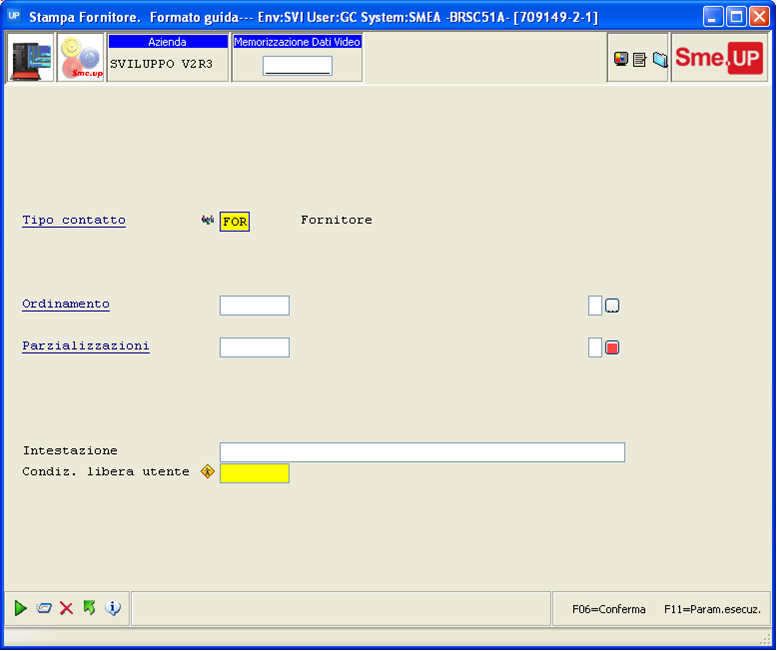 UP Stampa Fornitore. Formato guida--- Env:SVI User:GC System:SMEA -BRSC51A- [709149-2-1]
Sme.up
Azienda
SVILUPPO V2R3
Memorizzazione Dati Video
Sme.UP
Tipo contatto FOR Fornitore
Ordinamento
Parzializzazioni
Intestazione
Condiz. libera utente
F06=Conferma F11=Param.esecuz.